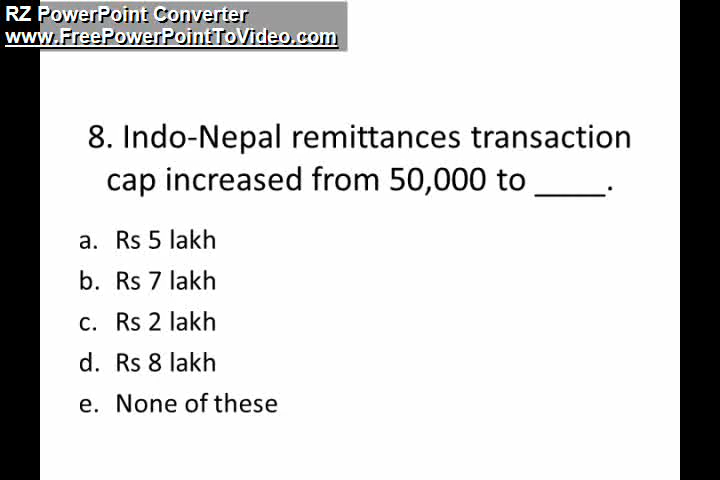 RZ PowerPoint Converter
www.FreePowerPointToVideo.com
8. Indo-Nepal remittances transaction
cap increased from 50,000 to ____.
a. Rs 5 lakh
b. Rs 7 lakh
c. Rs 2 lakh
d. Rs 8 lakh
e. None of these